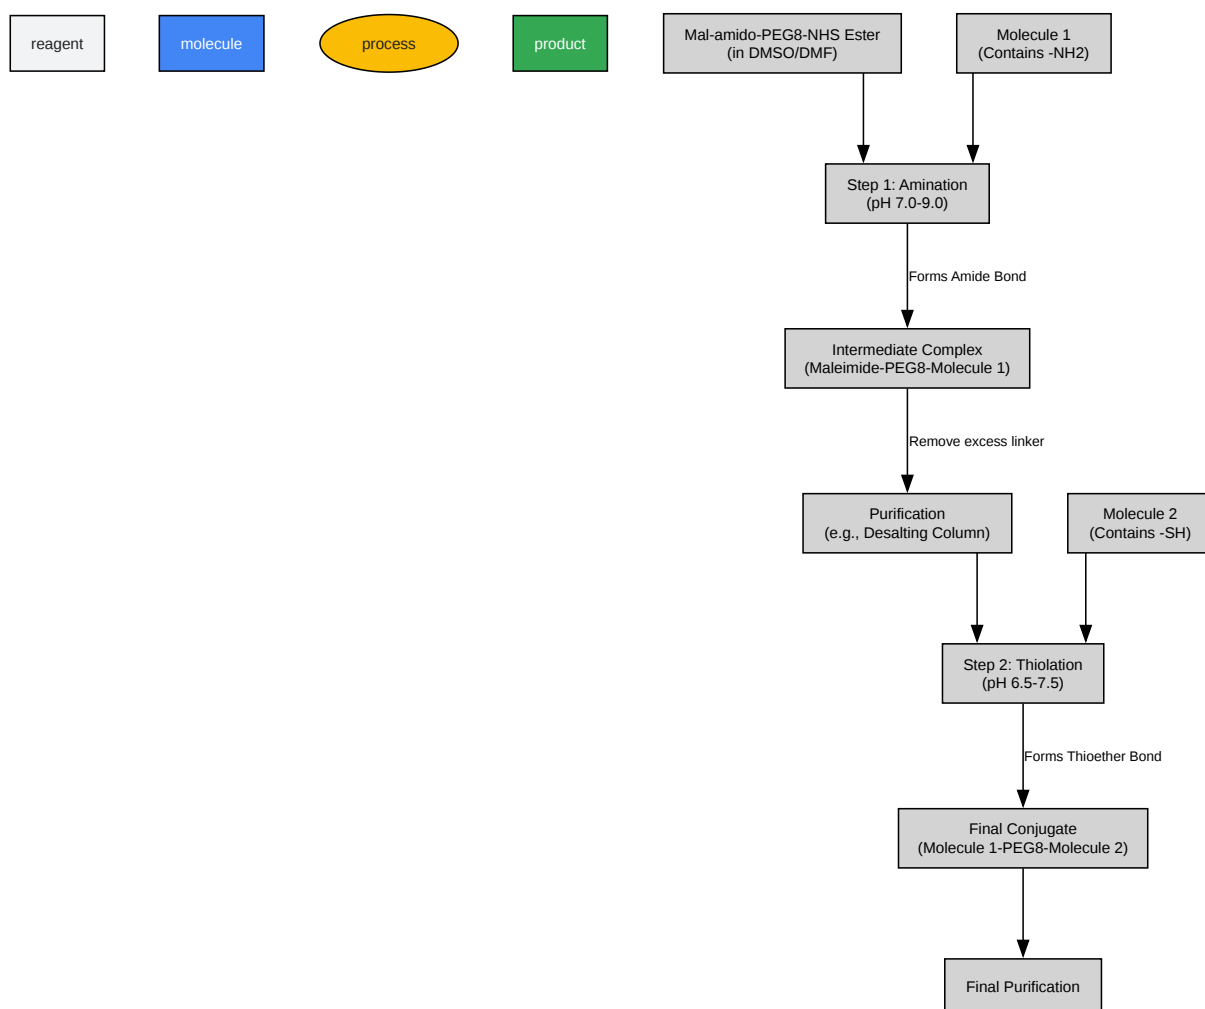 reagent
molecule
process
product
Mal-amido-PEG8-NHS Ester
(in DMSO/DMF)
Molecule 1
(Contains -NH2)
Step 1: Amination
(pH 7.0-9.0)
Forms Amide Bond
Intermediate Complex
(Maleimide-PEG8-Molecule 1)
Remove excess linker
Purification
(e.g., Desalting Column)
Molecule 2
(Contains -SH)
Step 2: Thiolation
(pH 6.5-7.5)
Forms Thioether Bond
Final Conjugate
(Molecule 1-PEG8-Molecule 2)
Final Purification